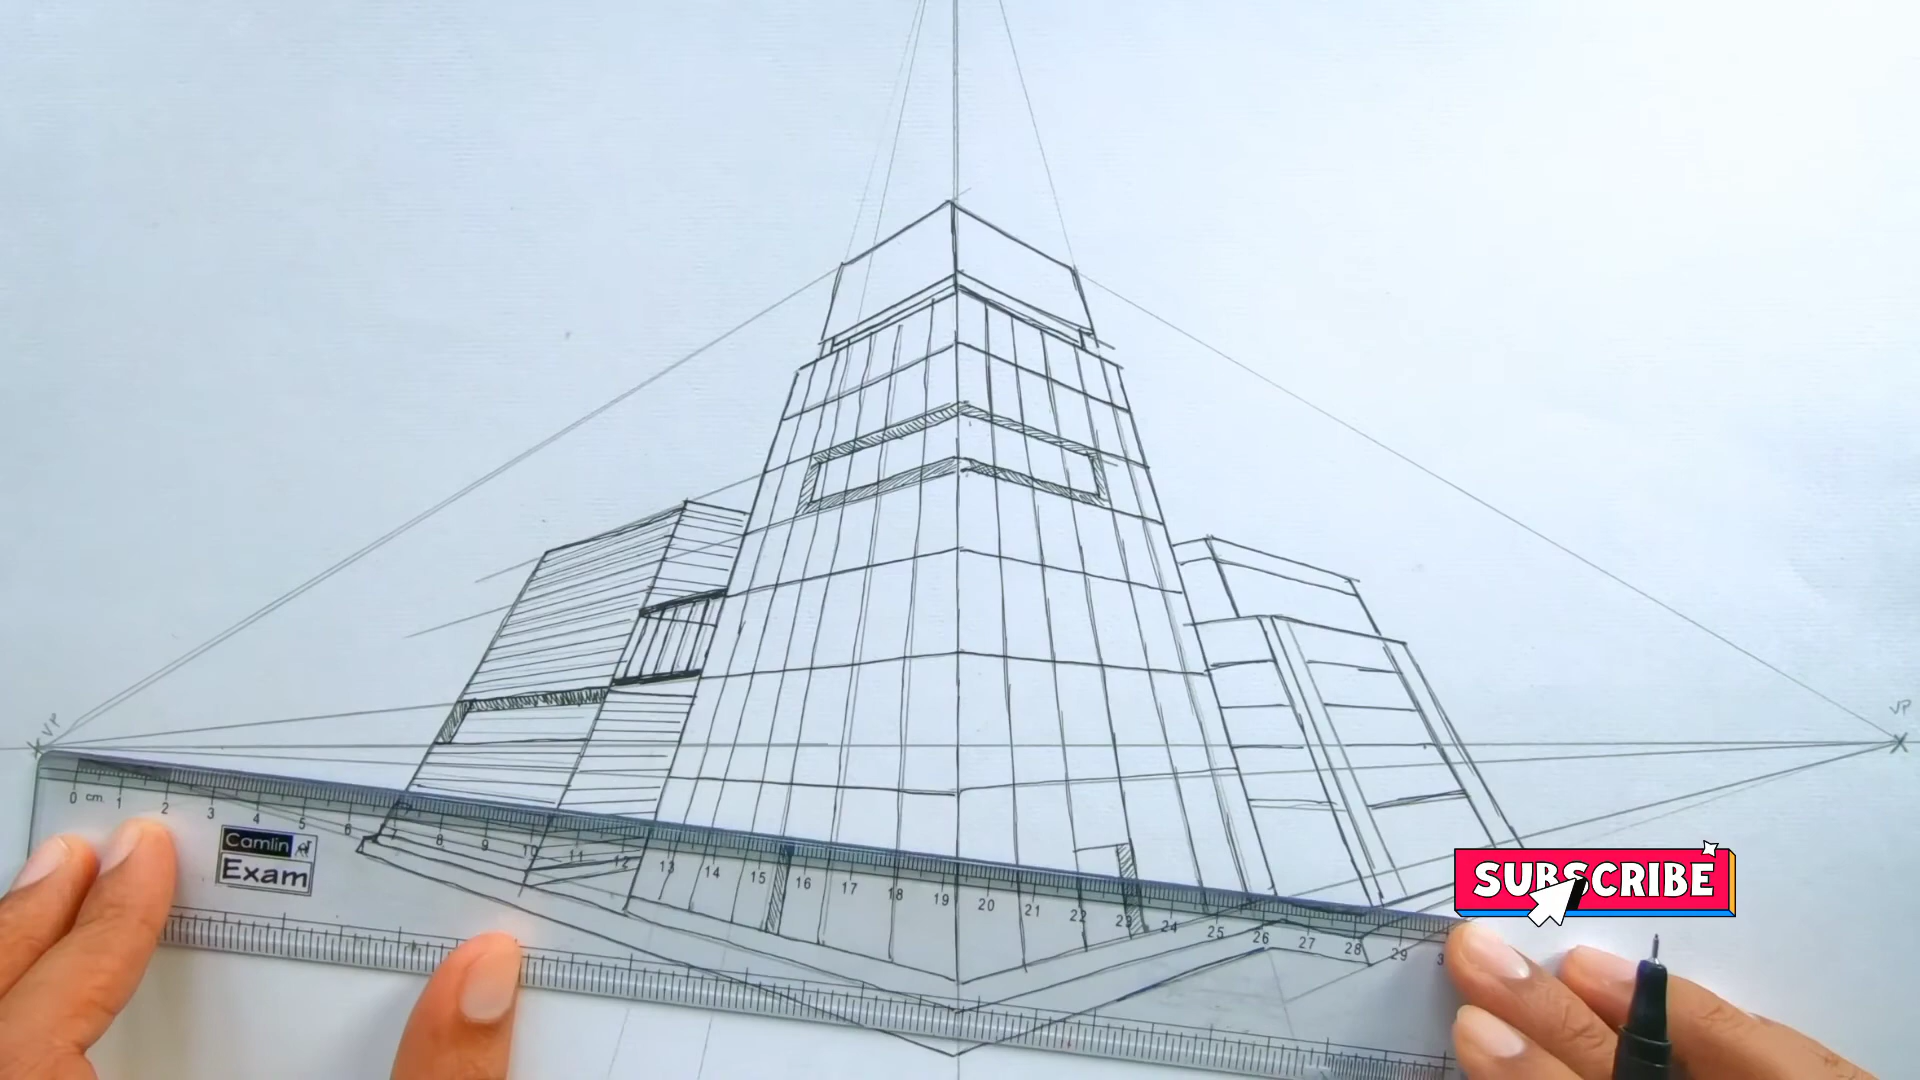 VP
VP
0 cm. 1 2 3 4 5 6 7 8 9 10 11 12 13 14 15 16 17 18 19 20 21 22 23 24 25 26 27 28 29 3
Camlin
Exam
SUBSCRIBE